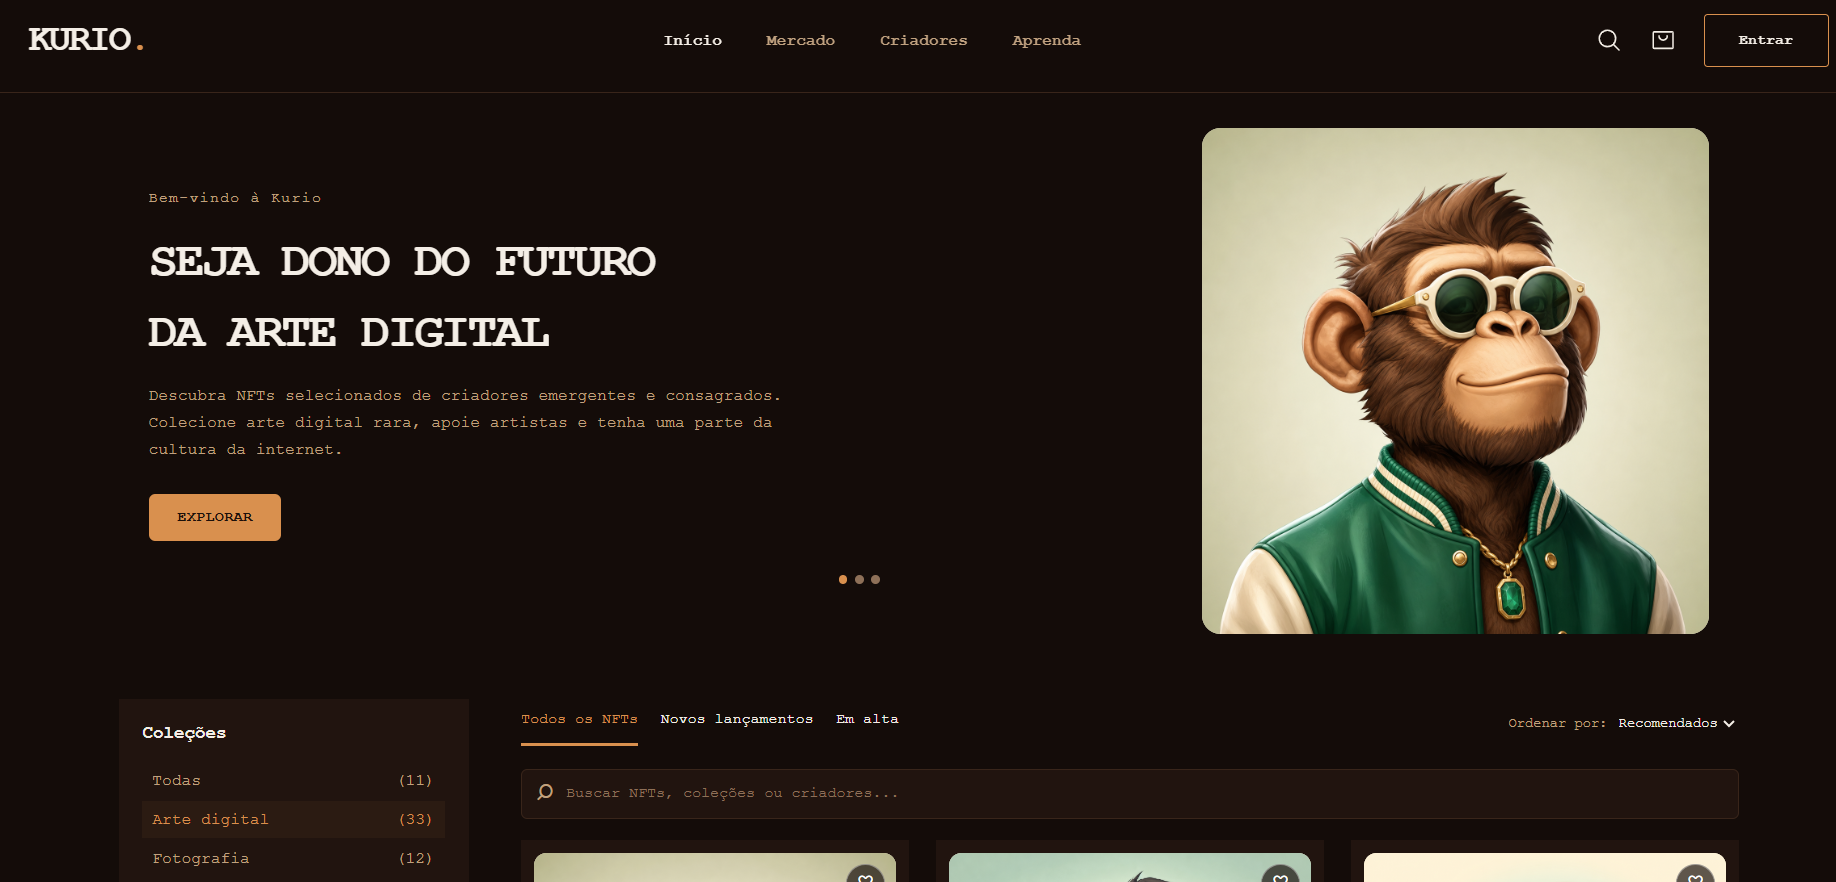 KURIO.
Início
Mercado
Criadores
Aprenda
Entrar
Bem-vindo à Kurio
SEJA DONO DO FUTURO
DA ARTE DIGITAL
Descubra NFTs selecionados de criadores emergentes e consagrados.
Colecione arte digital rara, apoie artistas e tenha uma parte da
cultura da internet.
EXPLORAR
Coleções
Todas (11)
Arte digital (33)
Fotografia (12)
Todos os NFTs
Novos lançamentos
Em alta
Ordenar por: Recomendados
Buscar NFTs, coleções ou criadores...